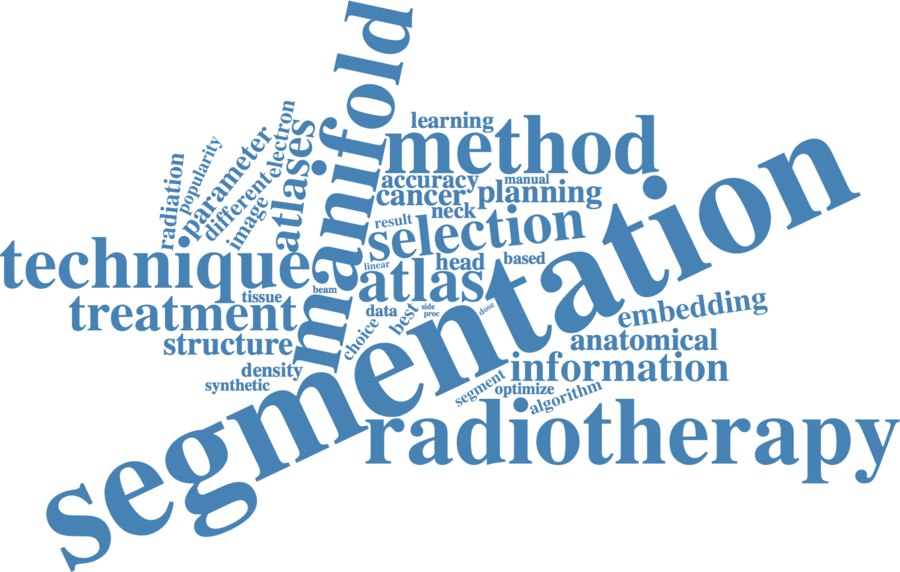 manifold
learning
method
electron
popularity
parameter
atlases
radiation
different
image
accuracy
manual
cancer
planning
neck
result
selection
segmentation
technique
linear
head
based
atlas
tissue
beam
treatment
data
best
side
proc
dose
embedding
choice
structure
anatomical
density
synthetic
information
segment
optimize
algorithm
radiotherapy